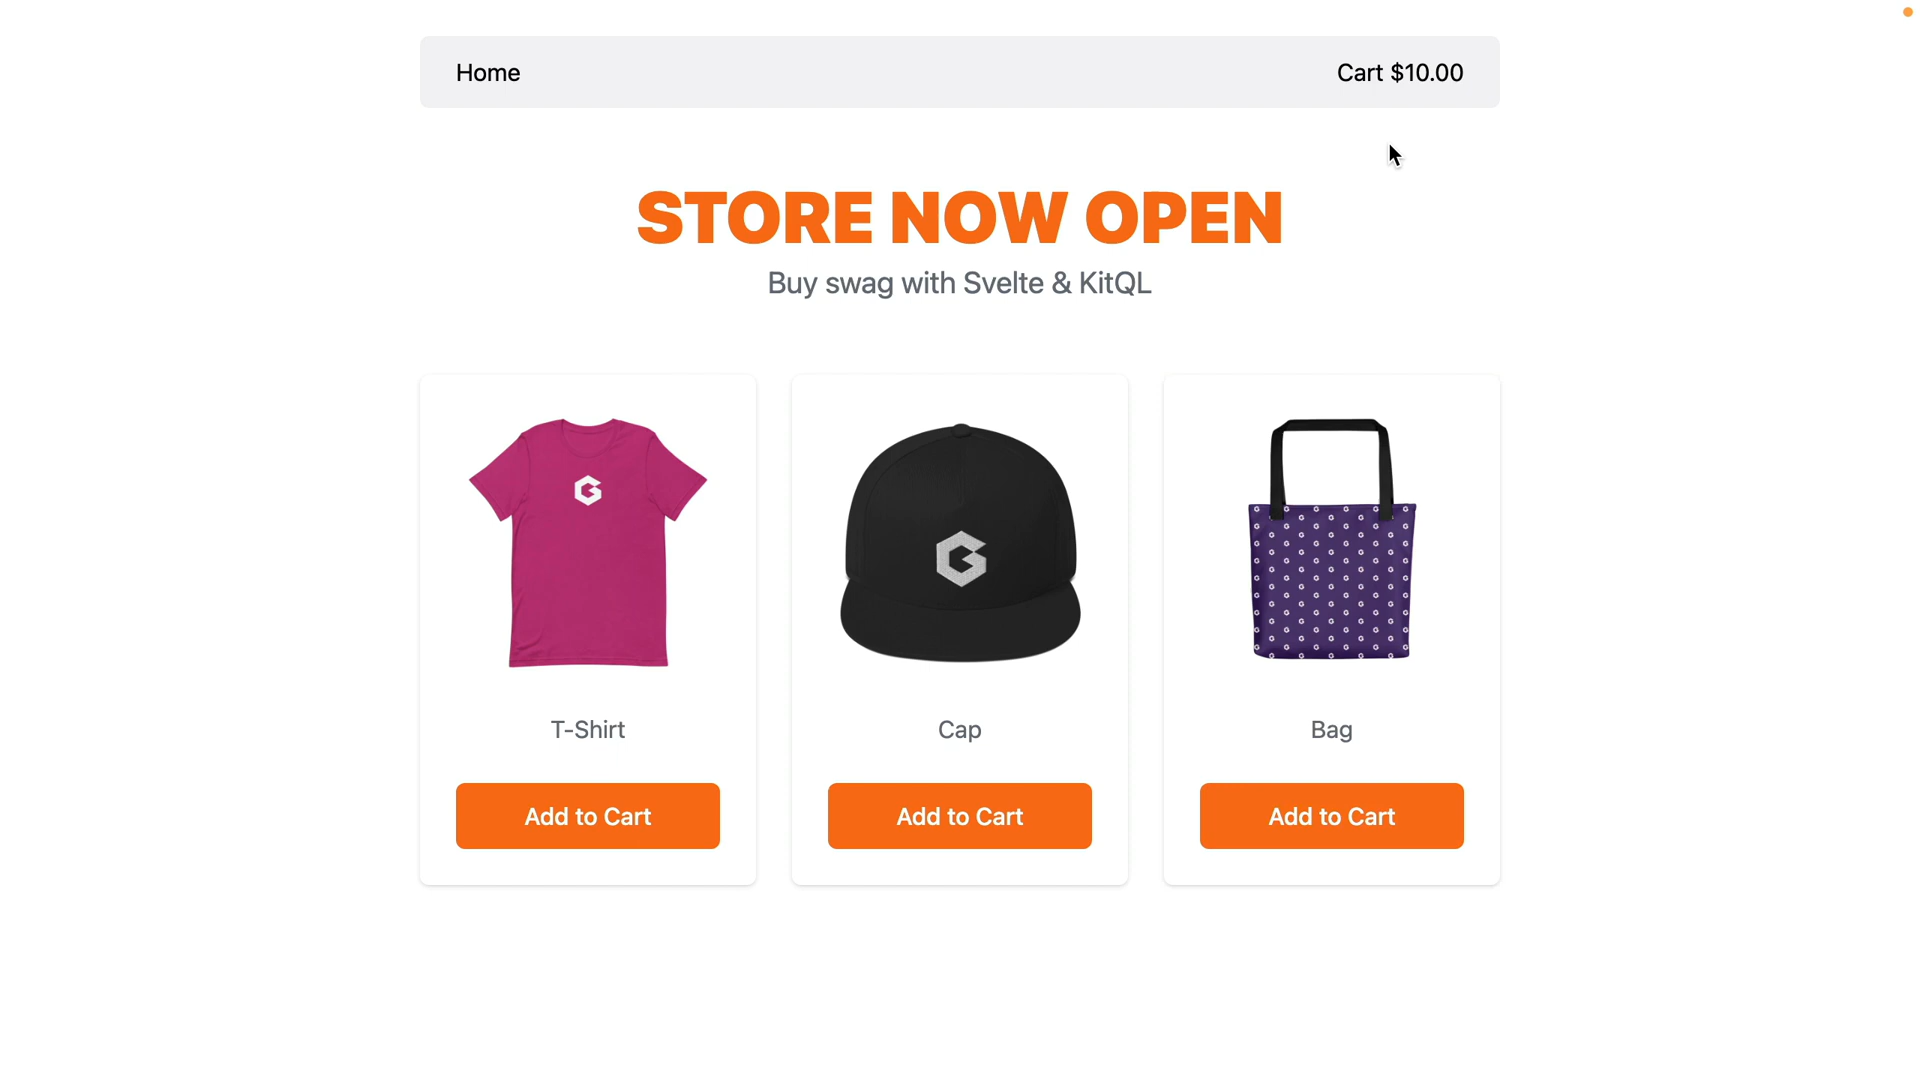 Home
Cart $10.00
STORE NOW OPEN
Buy swag with Svelte & KitQL
T-Shirt
Cap
Bag
Add to Cart
Add to Cart
Add to Cart